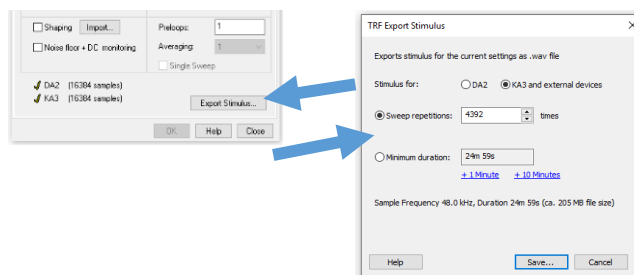 Shaping Import... Preloops: 1
Noise floor + DC monitoring Averaging: 1
Single Sweep
DA2 (16384 samples)
KA3 (16384 samples)
Export Stimulus...
OK Help Close
TRF Export Stimulus
Exports stimulus for the current settings as .wav file
Stimulus for: DA2 KA3 and external devices
Sweep repetitions: 4392 times
Minimum duration: 24m 59s
+ 1 Minute + 10 Minutes
Sample Frequency 48.0 kHz, Duration 24m 59s (ca. 205 MB file size)
Help Save... Cancel